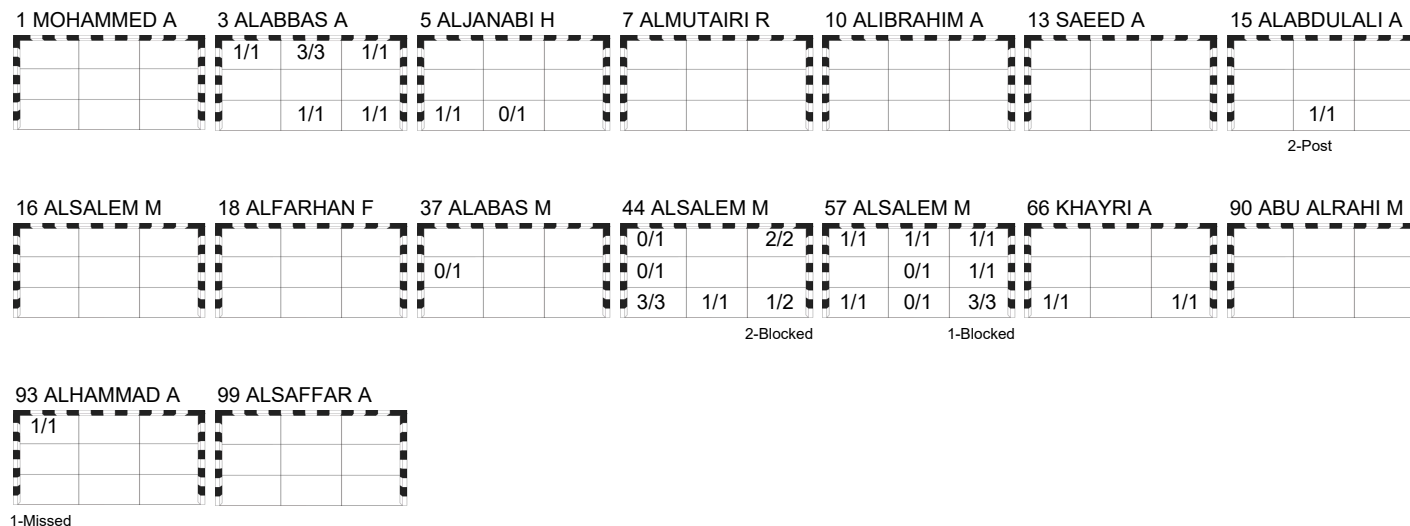 1 MOHAMMED A 3 ALABBAS A 5 ALJANABI H 7 ALMUTAIRI R 10 ALIBRAHIM A 13 SAEED A 15 ALABDULALI A
1/1 3/3 1/1
1/1 1/1 1/1 0/1 1/1
2-Post
16 ALSALEM M 18 ALFARHAN F 37 ALABAS M 44 ALSALEM M 57 ALSALEM M 66 KHAYRI A 90 ABU ALRAHI M
0/1 2/2 1/1 1/1 1/1
0/1 0/1 0/1 1/1
3/3 1/1 1/2 1/1 0/1 3/3 1/1 1/1
2-Blocked 1-Blocked
93 ALHAMMAD A 99 ALSAFFAR A
1/1
1-Missed